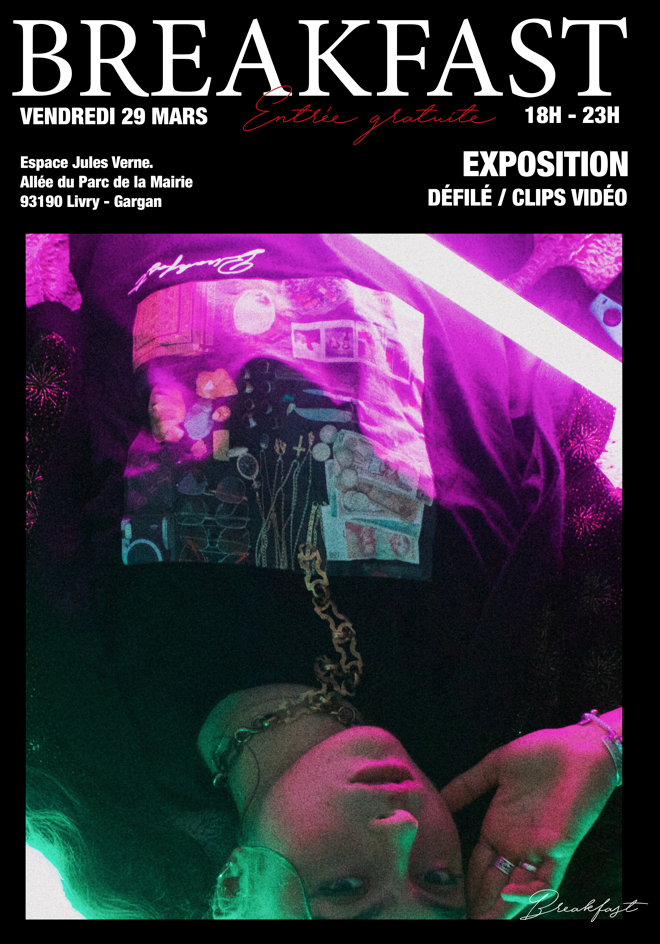 BREAKFAST
Entrée gratuite
VENDREDI 29 MARS
18H - 23H
Espace Jules Verne.
Allée du Parc de la Mairie
93190 Livry - Gargan
EXPOSITION
DÉFILÉ / CLIPS VIDÉO
Breakfast
Breakfast